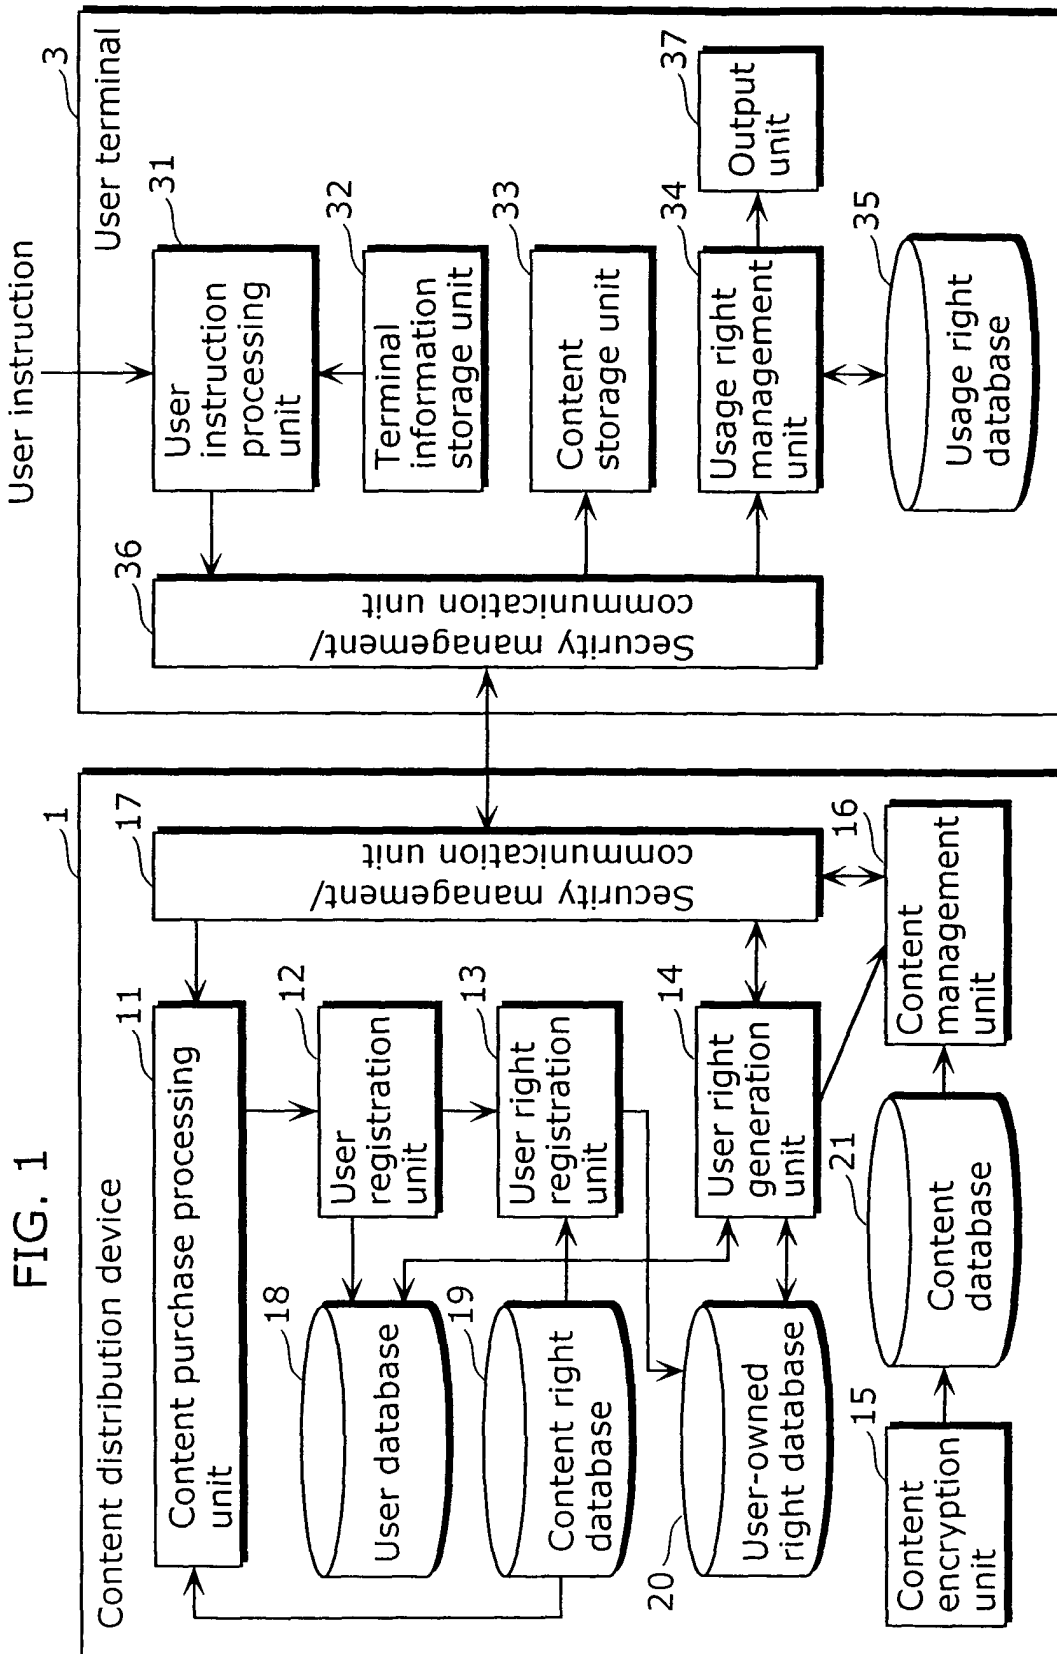 FIG. 1
Content distribution device
1
Content purchase processing
unit
11
User
registration
unit
12
User right
registration
unit
13
User right
generation
unit
14
Content
encryption
unit
15
Content
management
unit
16
Security management/
communication unit
17
User database
18
Content right
database
19
User-owned
right database
20
Content
database
21
User instruction
User terminal
3
User
instruction
processing
unit
31
Terminal
information
storage unit
32
Content
storage unit
33
Usage right
management
unit
34
Usage right
database
35
Security management/
communication unit
36
Output
unit
37